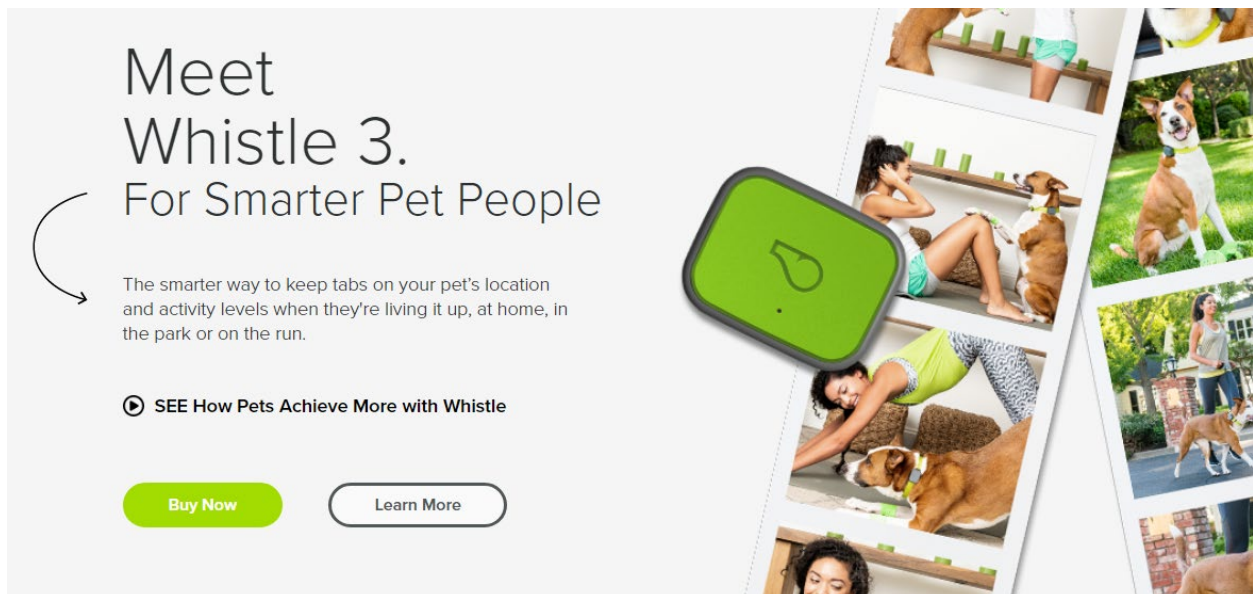 Meet
Whistle 3.
For Smarter Pet People
The smarter way to keep tabs on your pet's location
and activity levels when they're living it up, at home, in
the park or on the run.
SEE How Pets Achieve More with Whistle
Buy Now
Learn More